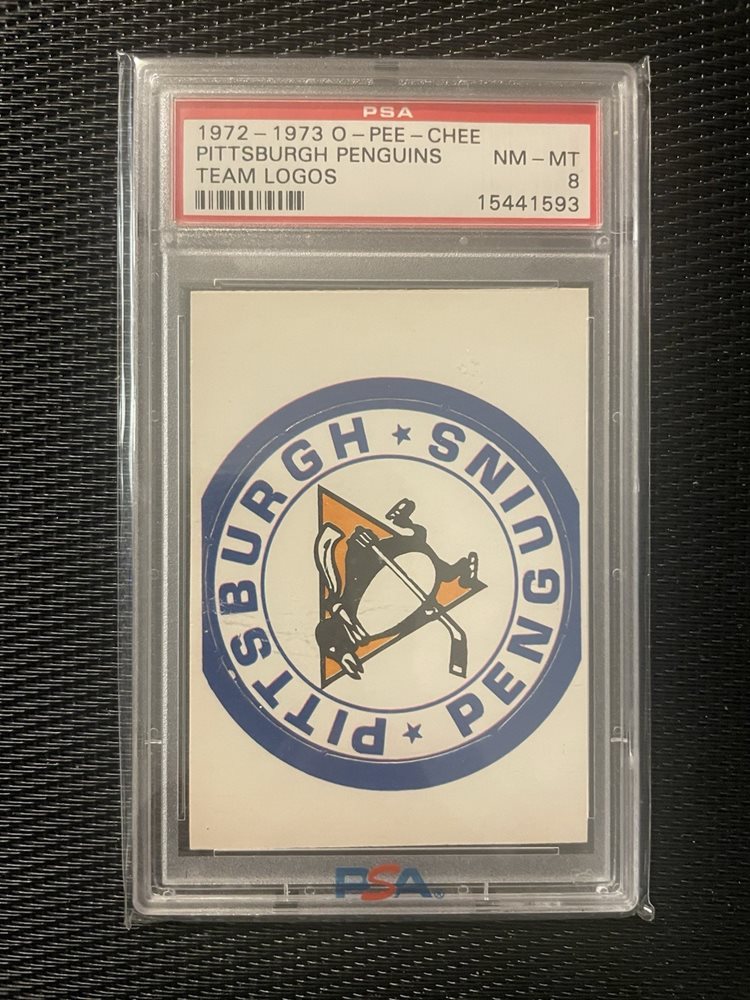 PSA
1972-1973 O-PEE-CHEE
PITTSBURGH PENGUINS NM-MT
TEAM LOGOS 8
15441593
PITTSBURGH ★ PENGUINS ★
PSA®